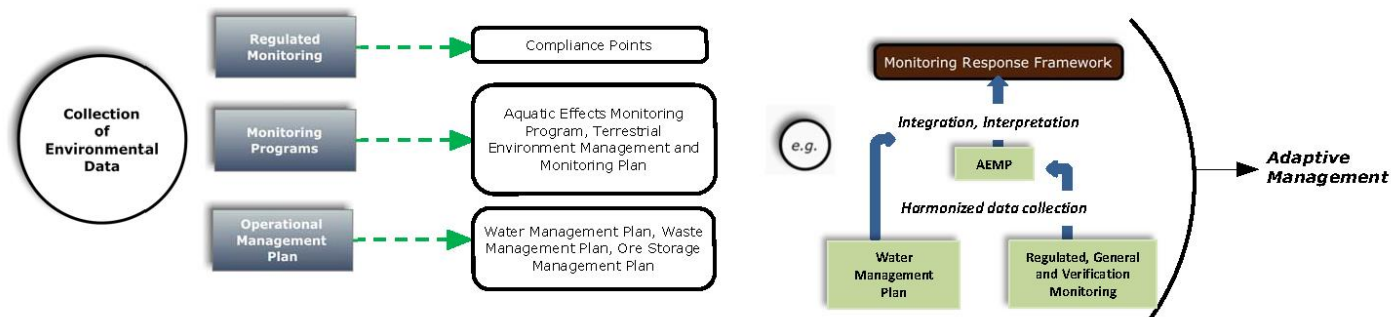 Collection
of
Environmental
Data
Regulated
Monitoring
Compliance Points
Monitoring
Programs
Aquatic Effects Monitoring
Program, Terrestrial
Environment Management and
Monitoring Plan
Operational
Management
Plan
Water Management Plan, Waste
Management Plan, Ore Storage
Management Plan
e.g.
Monitoring Response Framework
Integration, Interpretation
AEMP
Harmonized data collection
Water
Management
Plan
Regulated, General
and Verification
Monitoring
Adaptive
Management